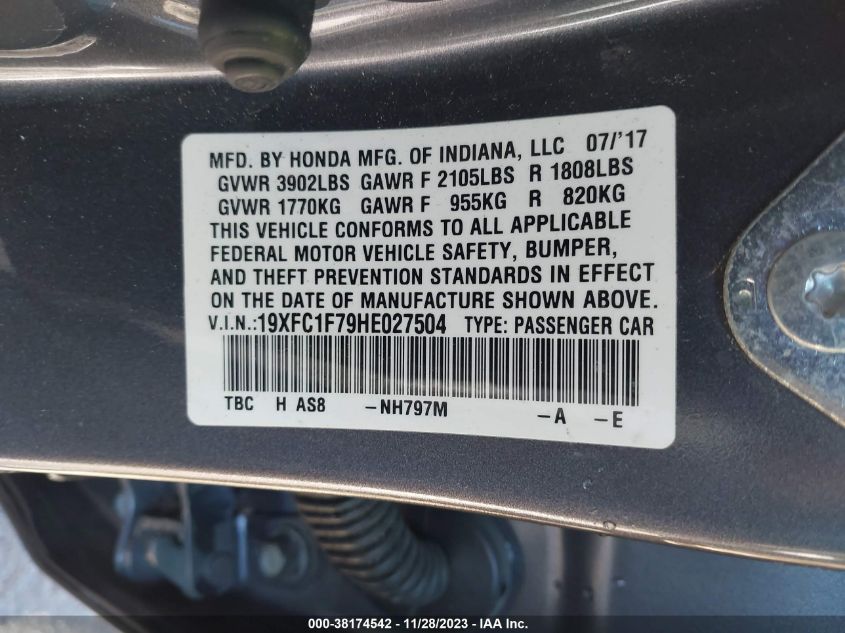 MFD. BY HONDA MFG. OF INDIANA, LLC 07/'17
GVWR 3902LBS GAWR F 2105LBS R 1808LBS
GVWR 1770KG GAWR F 955KG R 820KG
THIS VEHICLE CONFORMS TO ALL APPLICABLE
FEDERAL MOTOR VEHICLE SAFETY, BUMPER,
AND THEFT PREVENTION STANDARDS IN EFFECT
ON THE DATE OF MANUFACTURE SHOWN ABOVE.
V.I.N.:19XFC1F79HE027504 TYPE: PASSENGER CAR
TBC H AS8 -NH797M -A -E
000-38174542 - 11/28/2023 - IAAI Inc.